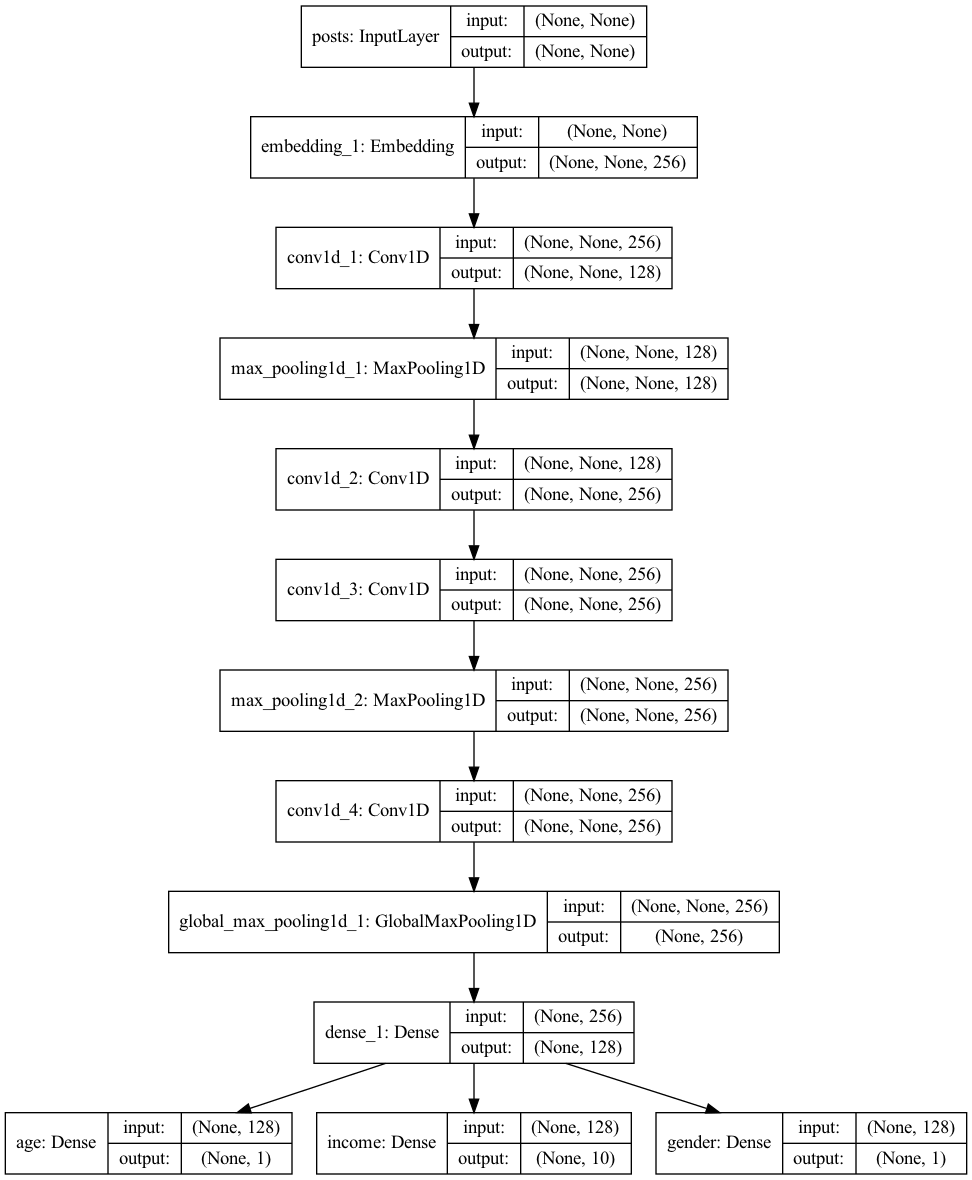 posts: InputLayer
input: (None, None)
output: (None, None)
embedding_1: Embedding
input: (None, None)
output: (None, None, 256)
conv1d_1: Conv1D
input: (None, None, 256)
output: (None, None, 128)
max_pooling1d_1: MaxPooling1D
input: (None, None, 128)
output: (None, None, 128)
conv1d_2: Conv1D
input: (None, None, 128)
output: (None, None, 256)
conv1d_3: Conv1D
input: (None, None, 256)
output: (None, None, 256)
max_pooling1d_2: MaxPooling1D
input: (None, None, 256)
output: (None, None, 256)
conv1d_4: Conv1D
input: (None, None, 256)
output: (None, None, 256)
global_max_pooling1d_1: GlobalMaxPooling1D
input: (None, None, 256)
output: (None, 256)
dense_1: Dense
input: (None, 256)
output: (None, 128)
age: Dense
input: (None, 128)
output: (None, 1)
income: Dense
input: (None, 128)
output: (None, 10)
gender: Dense
input: (None, 128)
output: (None, 1)